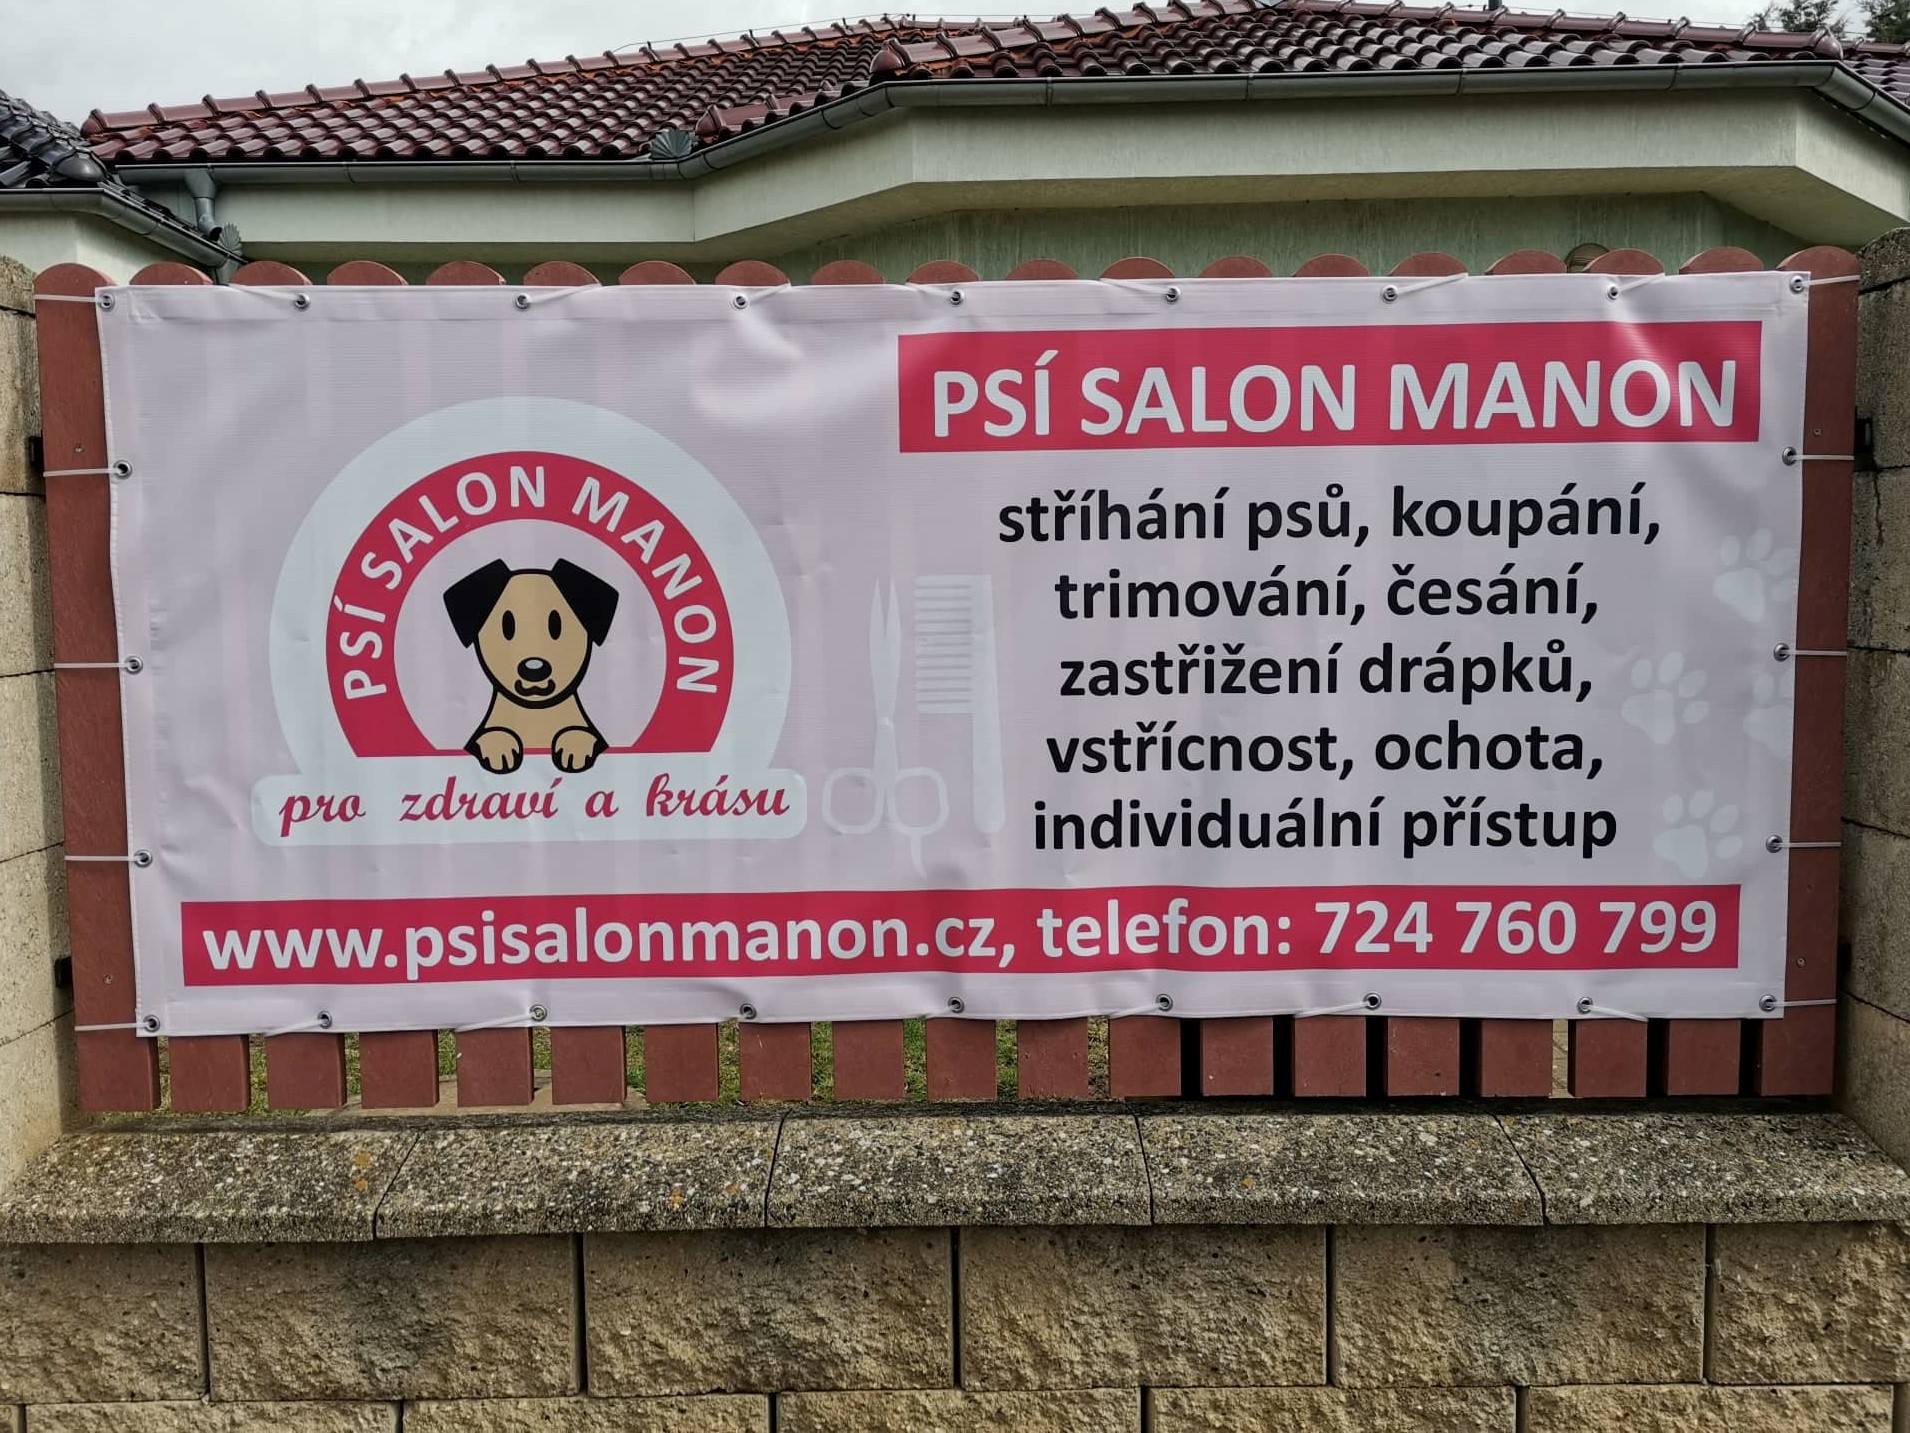 PSÍ SALON MANON
pro zdraví a krásu
PSÍ SALON MANON
stříhání psů, koupání,
trimování, česání,
zastřižení drápků,
vstřícnost, ochota,
individuální přístup
www.psisalonmanon.cz, telefon: 724 760 799